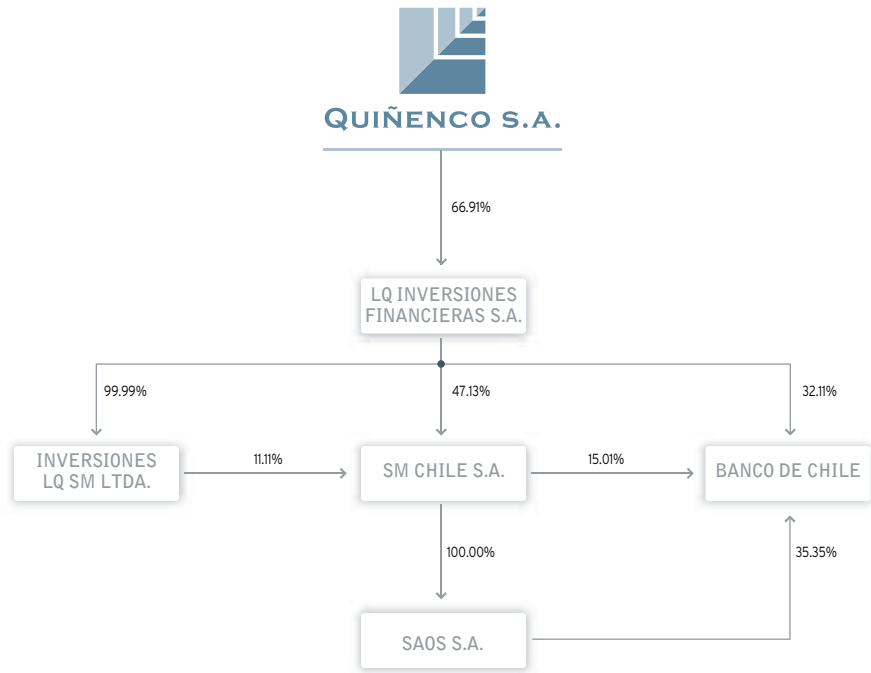 QUIÑENCO S.A.
66.91%
LQ INVERSIONES
FINANCIERAS S.A.
99.99%
47.13%
32.11%
INVERSIONES
LQ SM LTDA.
11.11%
SM CHILE S.A.
15.01%
BANCO DE CHILE
100.00%
35.35%
SAOS S.A.